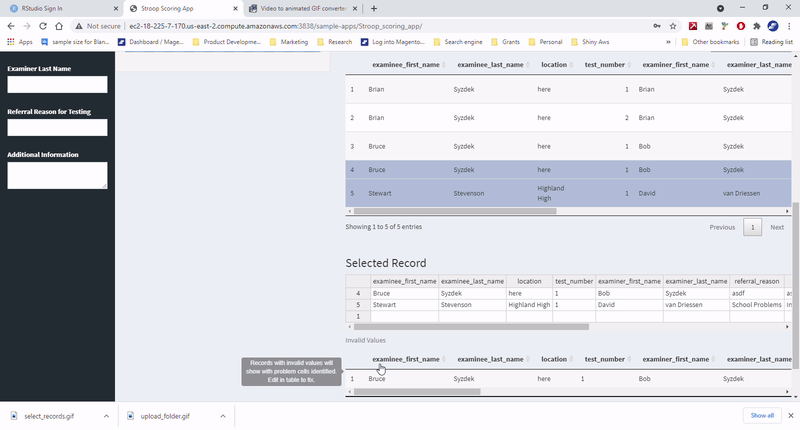 RStudio Sign In
Stroop Scoring App
Video to animated GIF converter
Not secure
ec2-18-225-7-170.us-east-2.compute.amazonaws.com:3838/sample-apps/Stroop_scoring_app/
Apps
sample size for Blan...
Dashboard / Mage...
Product Developmen...
Marketing
Research
Log into Magento...
Search engine
Grants
Personal
Shiny Aws
»
Other bookmarks
Reading list
Examiner Last Name
Referral Reason for Testing
Additional Information
examinee_first_name examinee_last_name location test_number examiner_first_name examiner_last_name
1 Brian Syzdek here 1 Brian Syzdek
2 Brian Syzdek here 2 Brian Syzdek
3 Bruce Syzdek here 1 Bob Syzdek
4 Bruce Syzdek here 1 Bob Syzdek
5 Stewart Stevenson Highland High 1 David van Driessen
Showing 1 to 5 of 5 entries
Previous 1 Next
Selected Record
examinee_first_name examinee_last_name location test_number examiner_first_name examiner_last_name referral_reason
4 Bruce Syzdek here 1 Bob Syzdek asdf
5 Stewart Stevenson Highland High 1 David van Driessen School Problems
1
Invalid Values
Records with invalid values will
show with problem cells identified.
Edit in table to fix.
examinee_first_name examinee_last_name location test_number examiner_first_name examiner_last_name
1 Bruce Syzdek here 1 Bob Syzdek
select_records.gif
upload_folder.gif
Show all